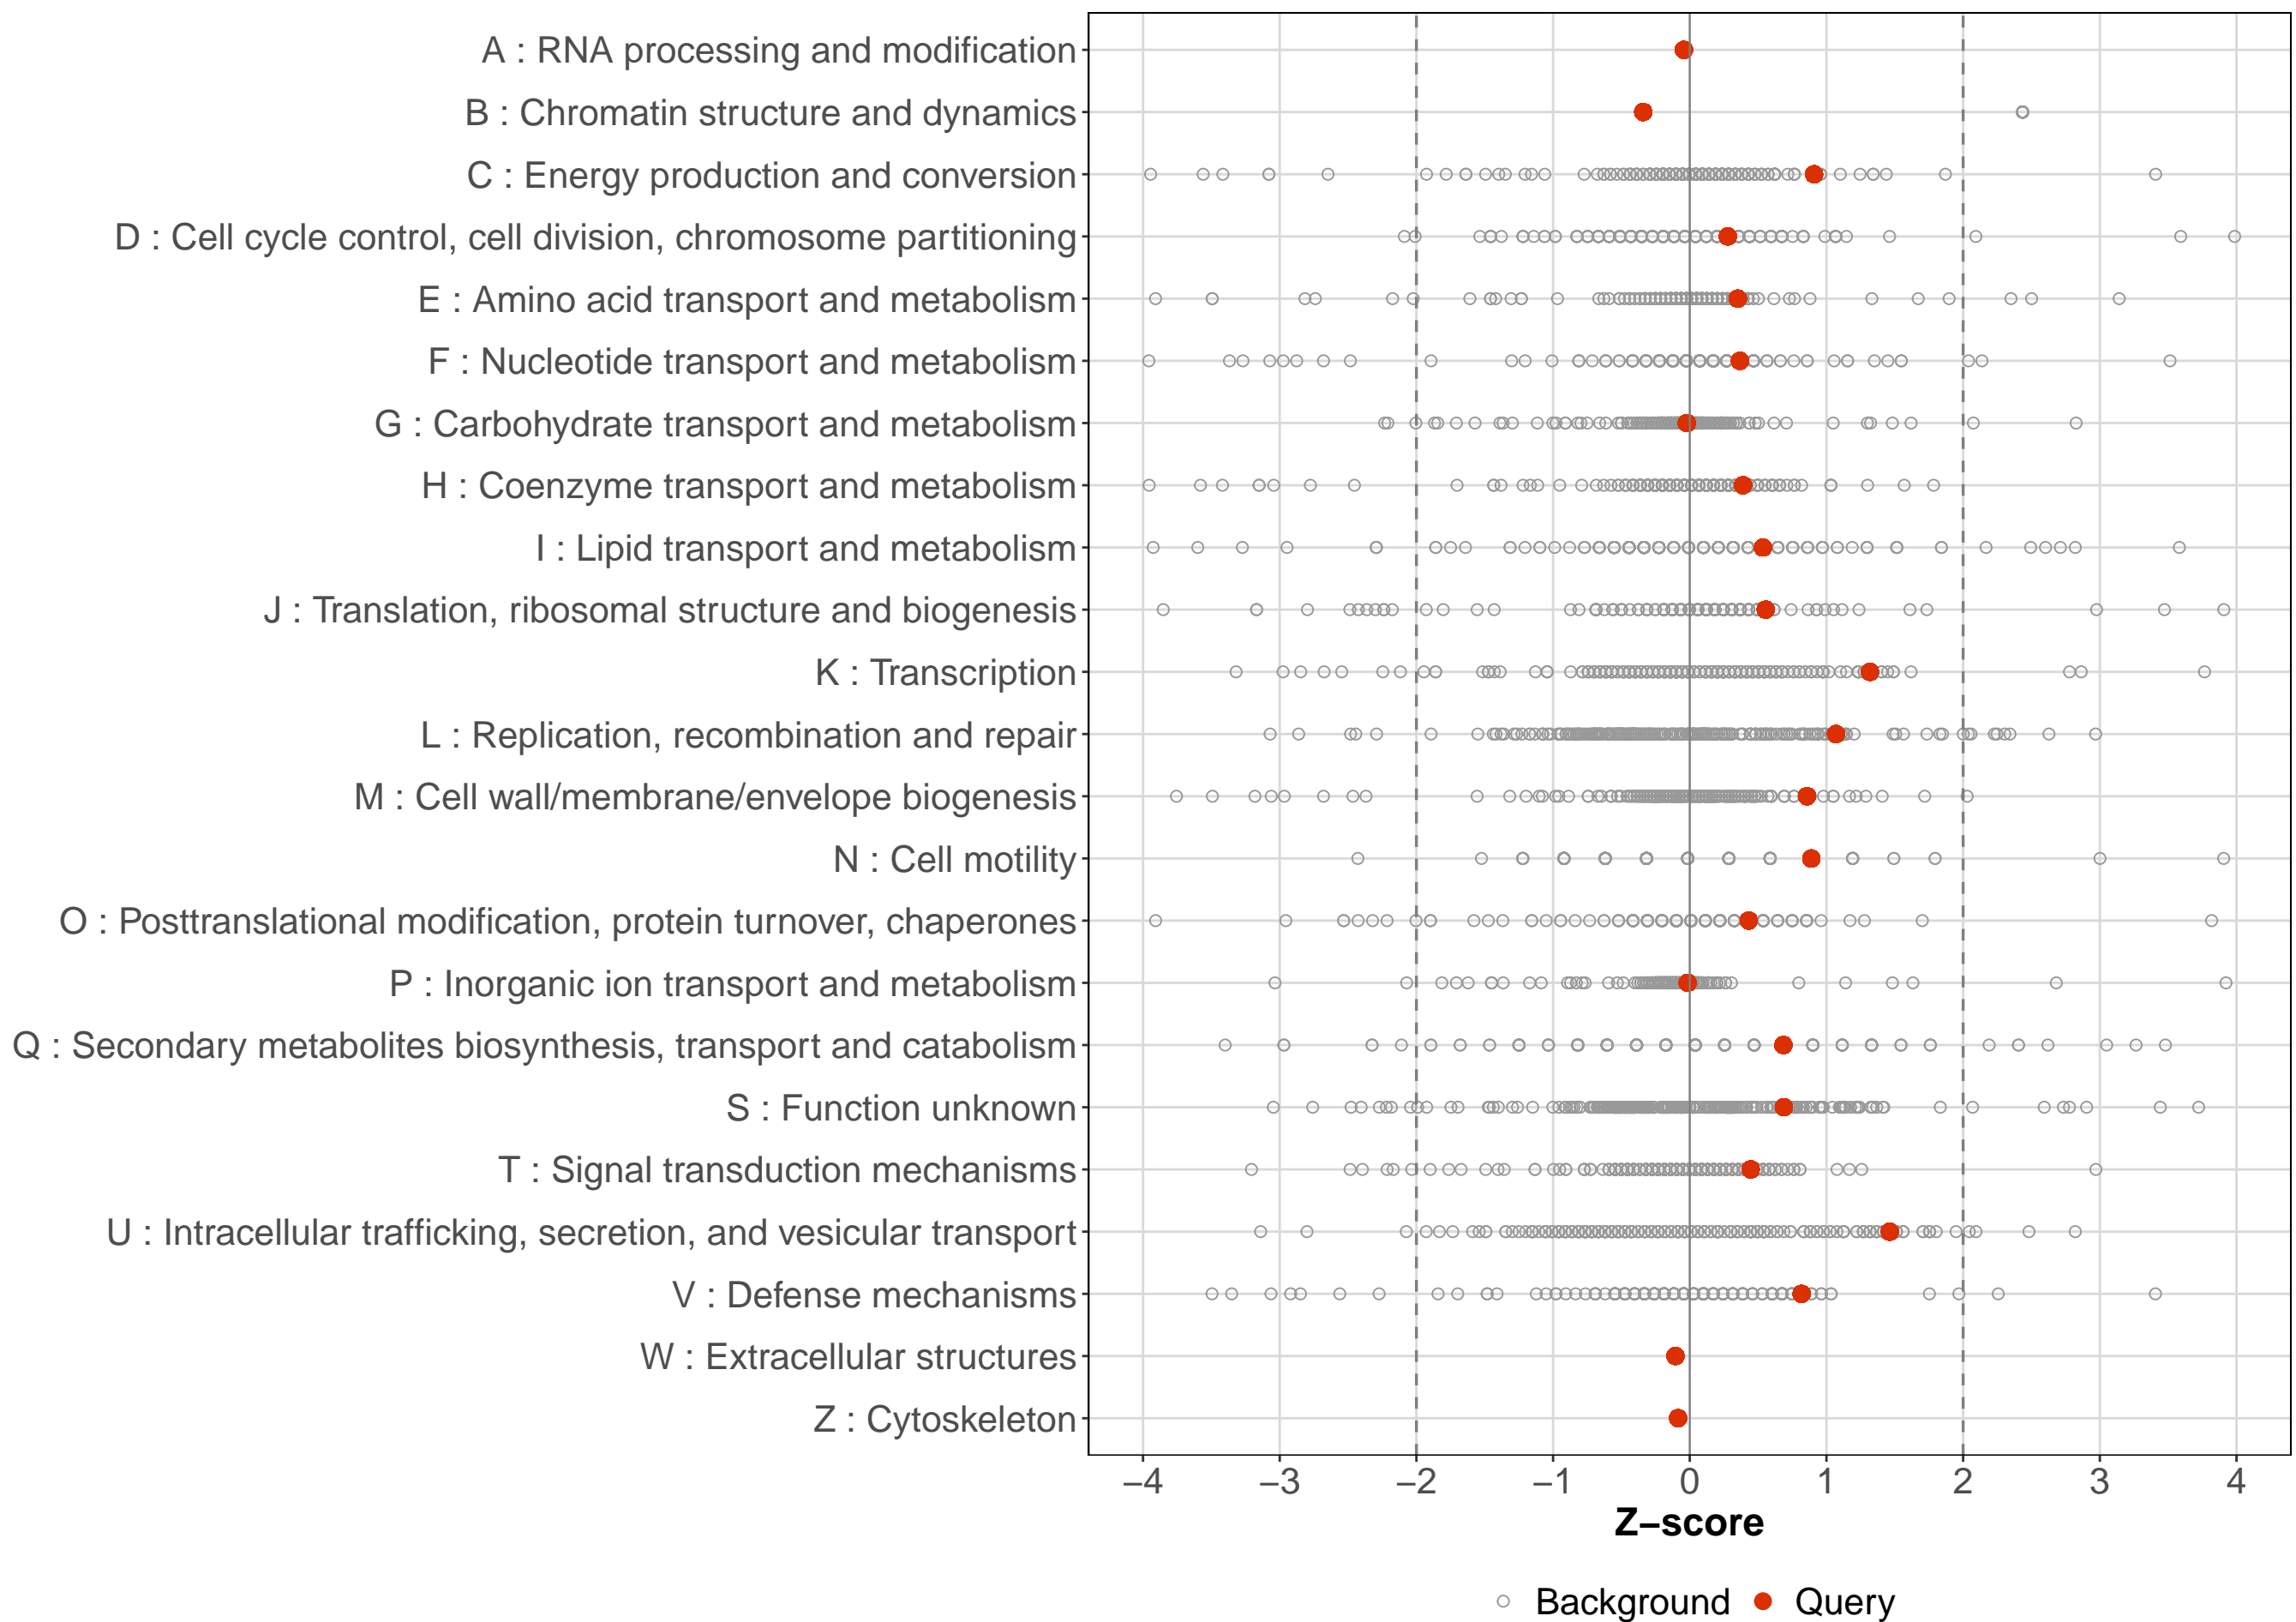 A : RNA processing and modification
B : Chromatin structure and dynamics
C : Energy production and conversion
D : Cell cycle control, cell division, chromosome partitioning
E : Amino acid transport and metabolism
F : Nucleotide transport and metabolism
G : Carbohydrate transport and metabolism
H : Coenzyme transport and metabolism
I : Lipid transport and metabolism
J : Translation, ribosomal structure and biogenesis
K : Transcription
L : Replication, recombination and repair
M : Cell wall/membrane/envelope biogenesis
N : Cell motility
O : Posttranslational modification, protein turnover, chaperones
P : Inorganic ion transport and metabolism
Q : Secondary metabolites biosynthesis, transport and catabolism
S : Function unknown
T : Signal transduction mechanisms
U : Intracellular trafficking, secretion, and vesicular transport
V : Defense mechanisms
W : Extracellular structures
Z : Cytoskeleton
−4 −3 −2 −1 0 1 2 3 4
Z−score
Background Query